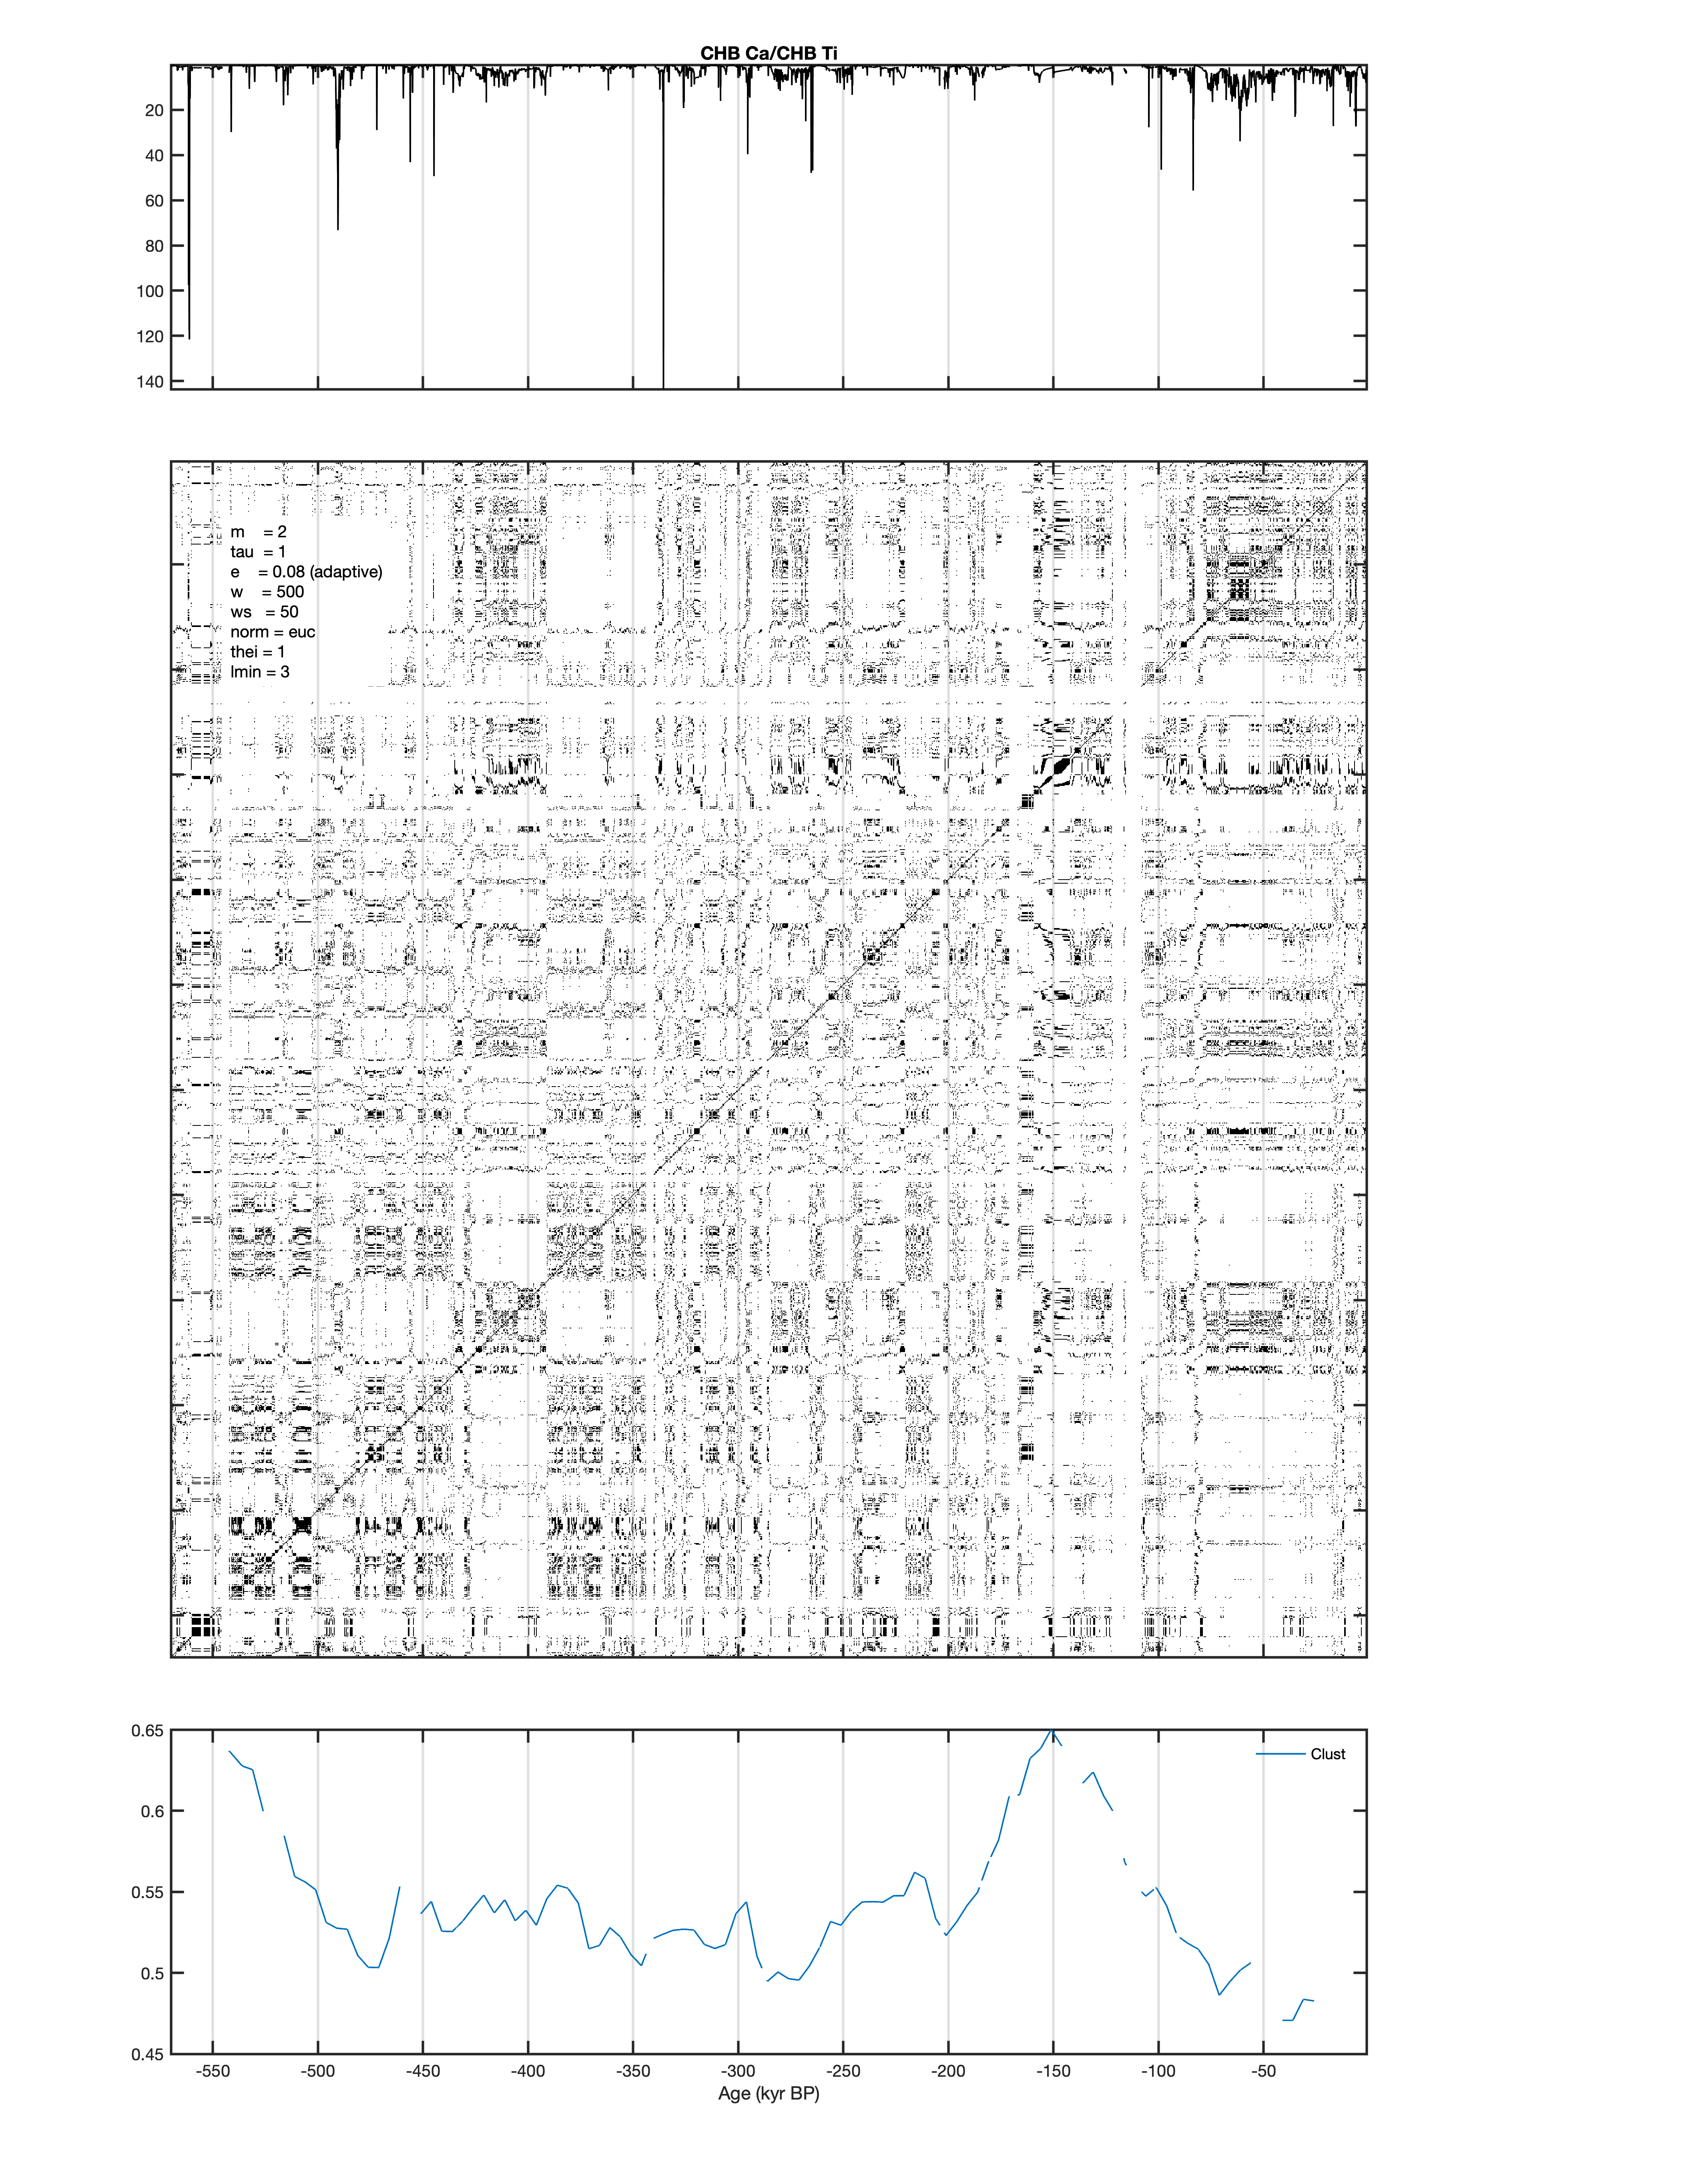 CHB Ca/CHB Ti
20
40
60
80
100
120
140
m = 2
tau = 1
e = 0.08 (adaptive)
w = 500
ws = 50
norm = euc
thei = 1
lmin = 3
0.65
0.6
0.55
0.5
0.45
Clust
-550 -500 -450 -400 -350 -300 -250 -200 -150 -100 -50
Age (kyr BP)